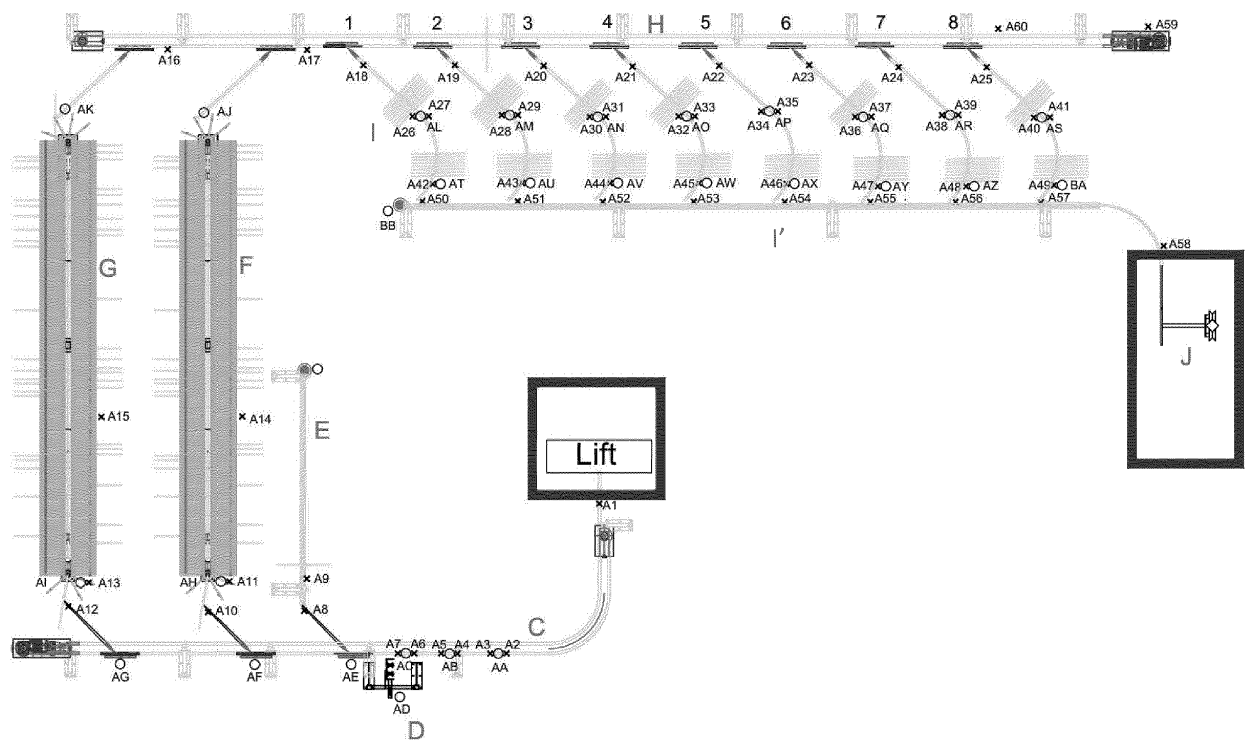 1 2 3 4 5 6 7 8
H
A60 A59
A16 A17 A18 A19 A20 A21 A22 A23 A24 A25
AK AJ
A27 A29 A31 A33 A35 A37 A39 A41
A26 AL A28 AM A30 AN A32 AO A34 AP A36 AQ A38 AR A40 AS
I
A42 AT A43 AU A44 AV A45 AW A46 AX A47 AY A48 AZ A49 BA
A50 A51 A52 A53 A54 A55 A56 A57
BB
I'
A58
G F
J
A15 A14
E
Lift
A1
AI A13 AH A11 A9
A12 A10 A8
C
A7 A6 A5 A4 A3 A2
AG AF AE AC AB AA
AD
D